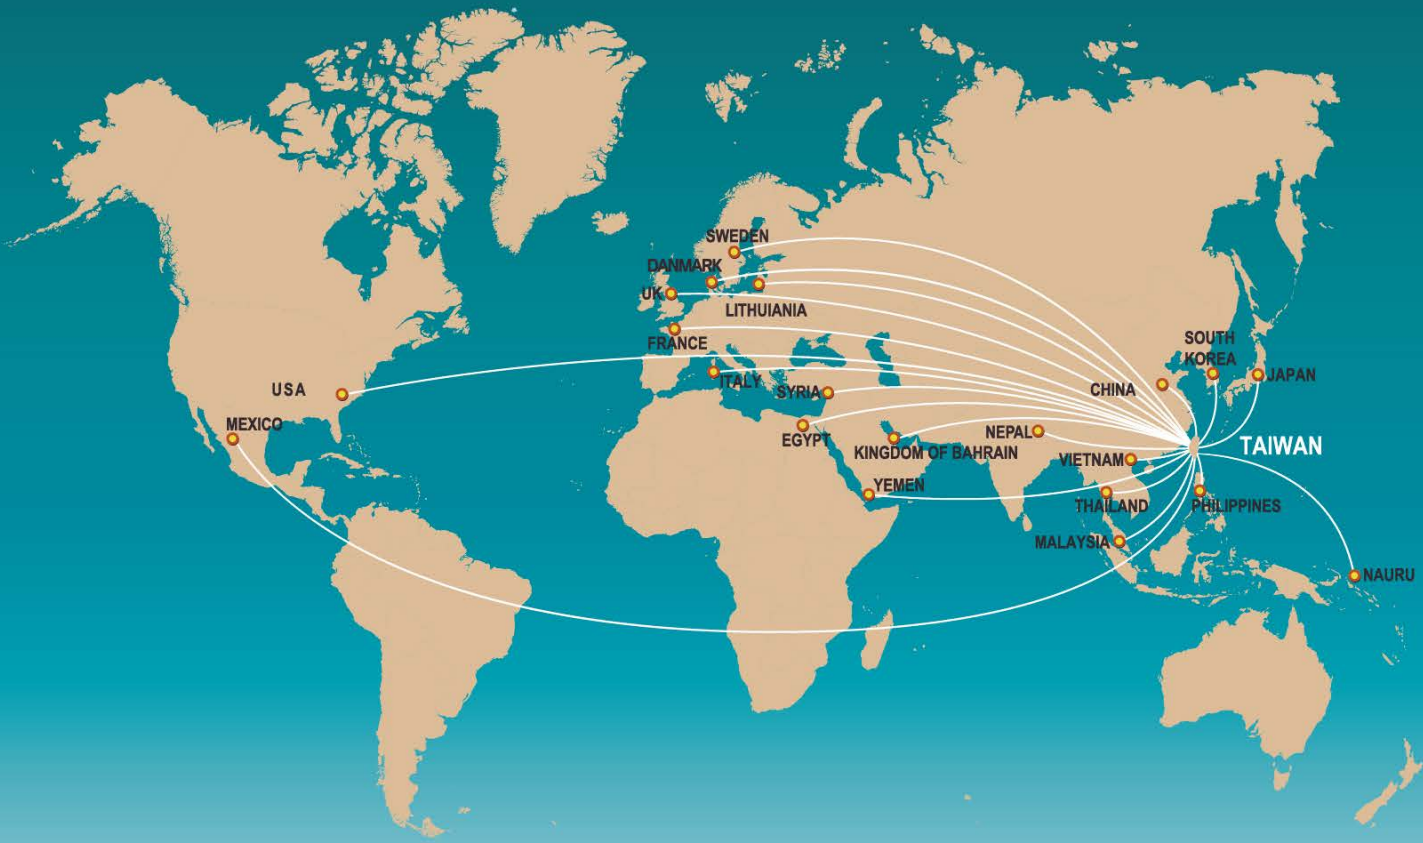 SWEDEN
DANMARK
UK
LITHUIANIA
FRANCE
SOUTH
KOREA
JAPAN
USA
ITALY
SYRIA
CHINA
MEXICO
EGYPT
KINGDOM OF BAHRAIN
NEPAL
TAIWAN
VIETNAM
YEMEN
THAILAND
PHILIPPINES
MALAYSIA
NAURU